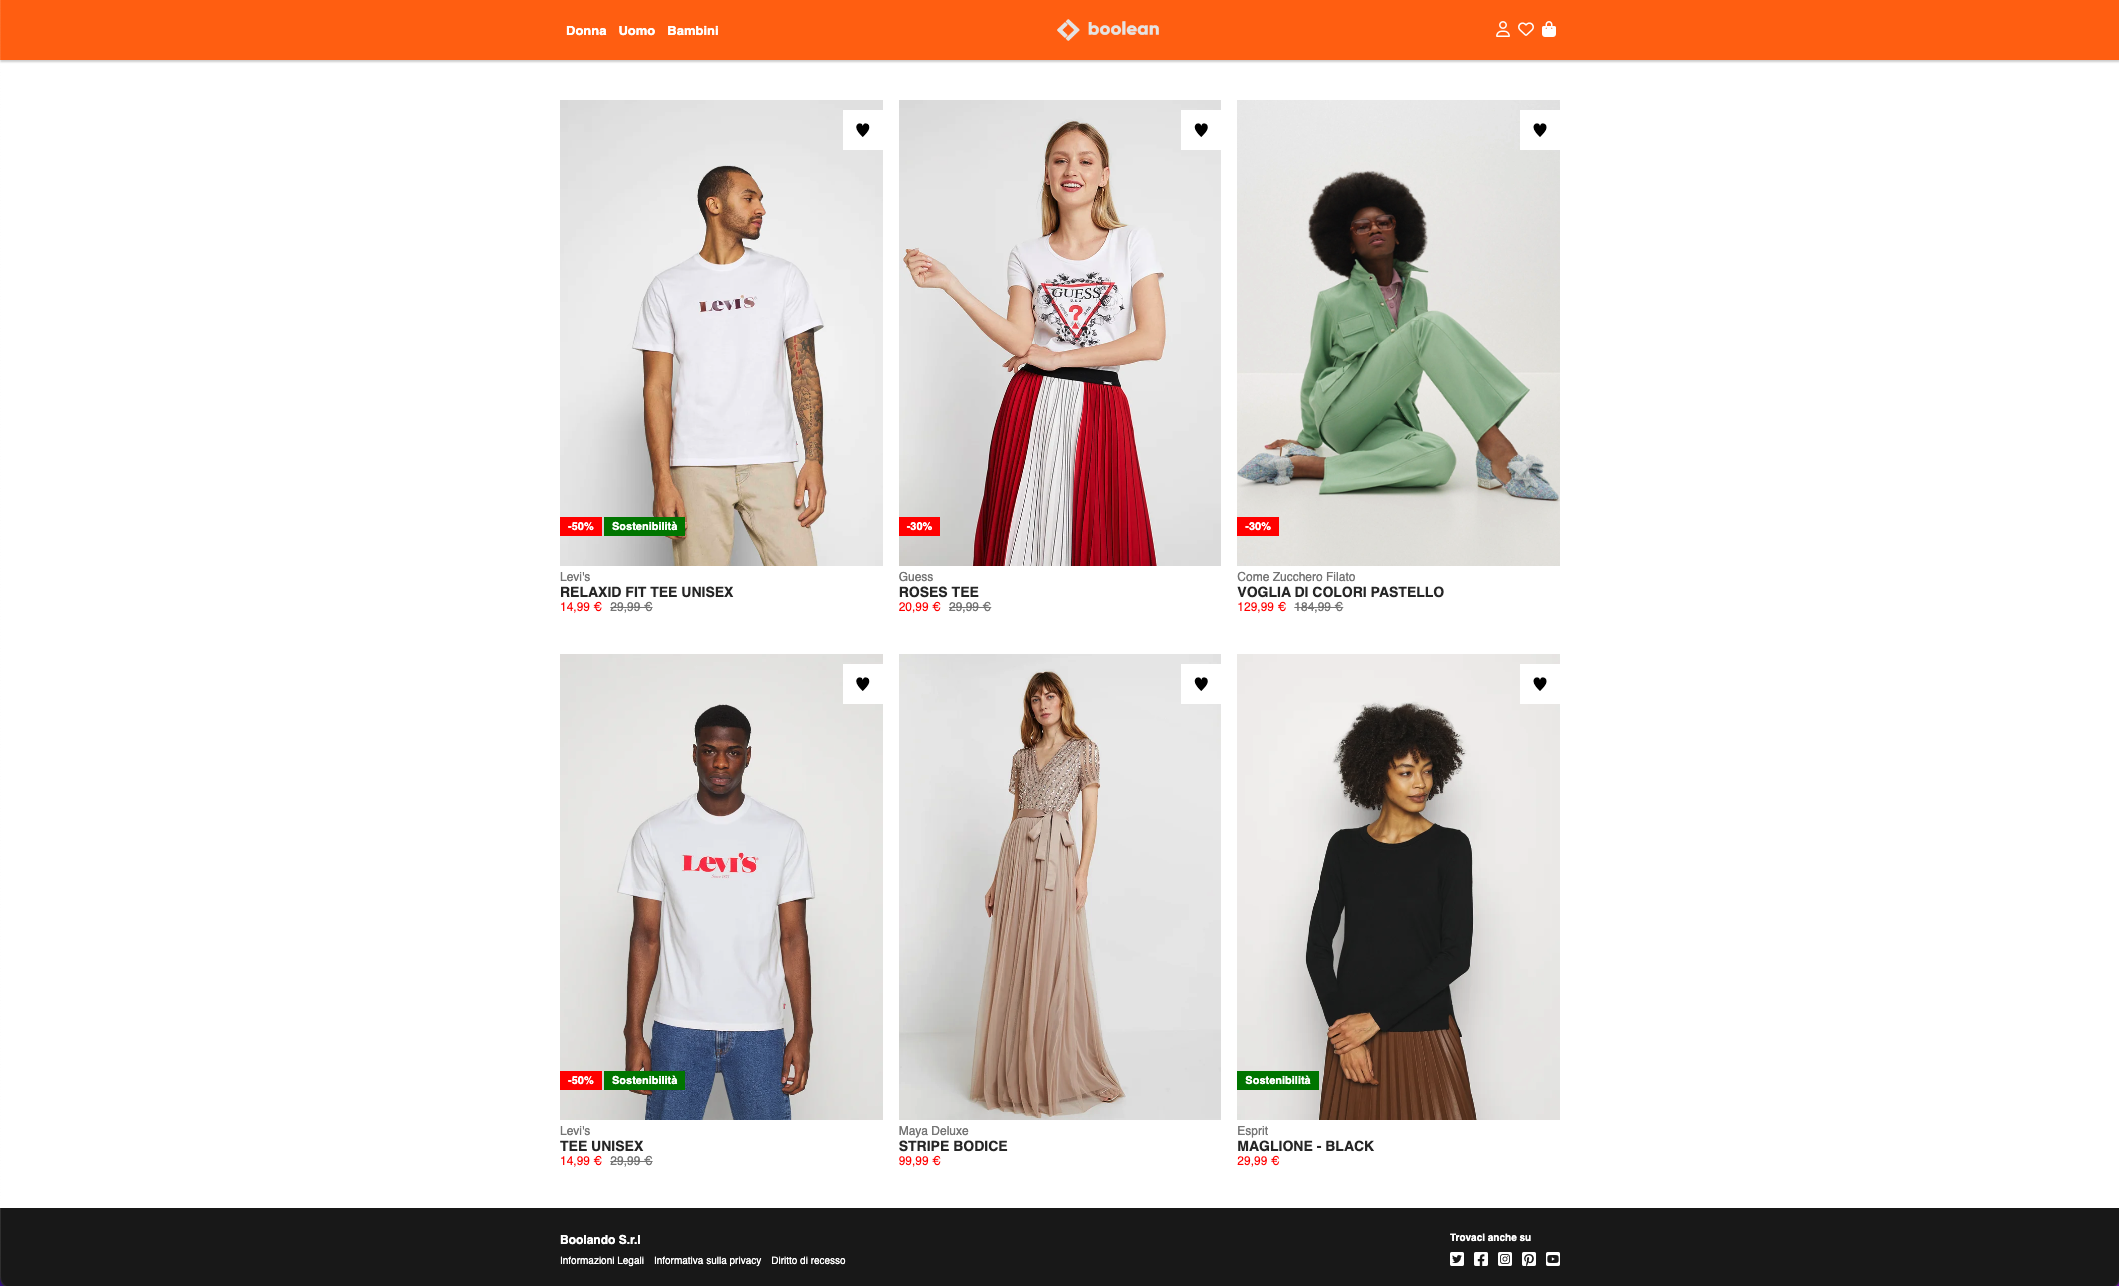 Donna Uomo Bambini
boolean
LEVI'S
GUESS
?
-50% Sostenibilità
-30%
-30%
Levi's
RELAXID FIT TEE UNISEX
14,99 € 29,99 €
Guess
ROSES TEE
20,99 € 29,99 €
Come Zucchero Filato
VOGLIA DI COLORI PASTELLO
129,99 € 184,99 €
LEVI'S
-50% Sostenibilità
Sostenibilità
Levi's
TEE UNISEX
14,99 € 29,99 €
Maya Deluxe
STRIPE BODICE
99,99 €
Esprit
MAGLIONE - BLACK
29,99 €
Boolando S.r.l
Informazioni Legali Informativa sulla privacy Diritto di recesso
Trovaci anche su